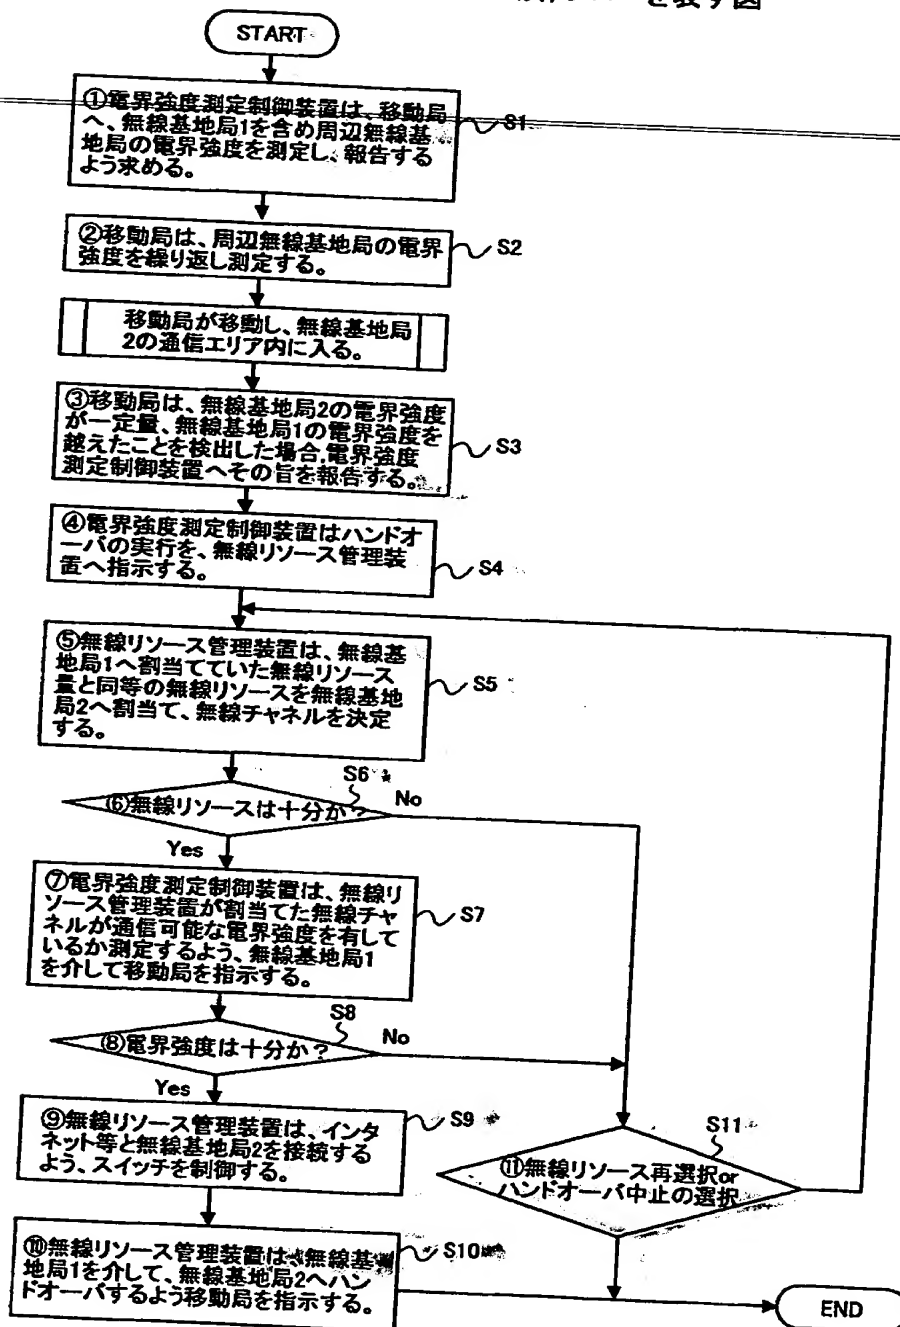 を表す図
START
①電界強度測定制御装置は、移動局
へ、無線基地局1を含め周辺無線基
地局の電界強度を測定し、報告する
よう求める。
S1
②移動局は、周辺無線基地局の電界
強度を繰り返し測定する。
S2
移動局が移動し、無線基地局
2の通信エリア内に入る。
③移動局は、無線基地局2の電界強度
が一定量、無線基地局1の電界強度を
越えたことを検出した場合、電界強度
測定制御装置へその旨を報告する。
S3
④電界強度測定制御装置はハンドオ
ーバの実行を、無線リソース管理装
置へ指示する。
S4
⑤無線リソース管理装置は、無線基
地局1へ割当てていた無線リソース
量と同等の無線リソースを無線基地
局2へ割当て、無線チャネルを決定
する。
S5
S6
⑥無線リソースは十分か?
No
Yes
⑦電界強度測定制御装置は、無線リ
ソース管理装置が割当てた無線チャ
ネルが通信可能な電界強度を有して
いるか測定するよう、無線基地局1
を介して移動局を指示する。
S7
S8
⑧電界強度は十分か?
No
Yes
⑨無線リソース管理装置は、インタ
ネット等と無線基地局2を接続する
よう、スイッチを制御する。
S9
S11
⑪無線リソース再選択or
ハンドオーバ中止の選択
⑩無線リソース管理装置は、無線基
地局1を介して、無線基地局2へハン
ドオーバするよう移動局を指示する。
S10
END